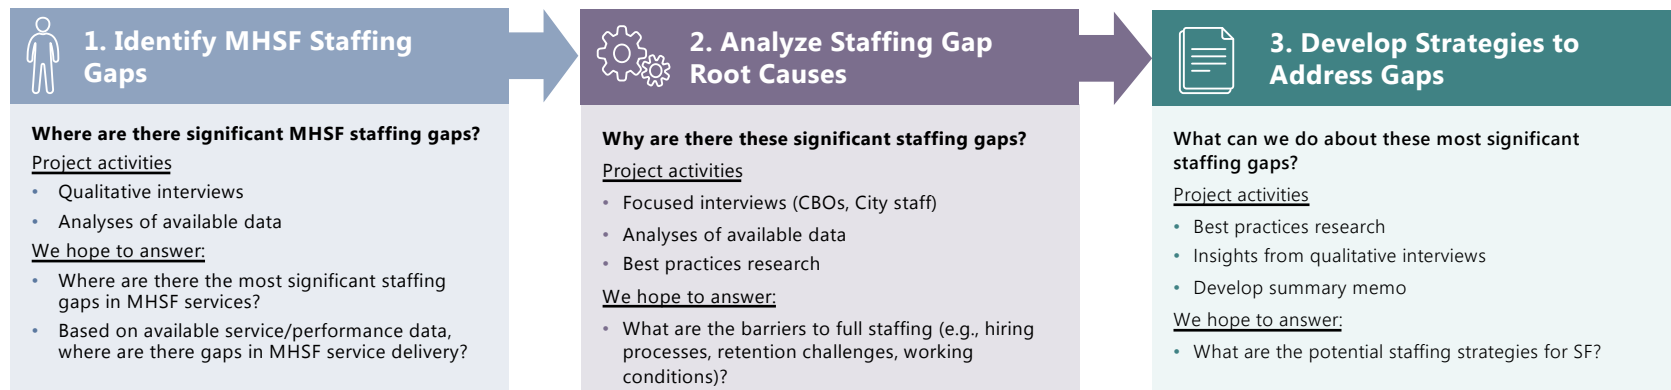 1. Identify MHSF Staffing
Gaps
Where are there significant MHSF staffing gaps?
Project activities
• Qualitative interviews
• Analyses of available data
We hope to answer:
• Where are there the most significant staffing
gaps in MHSF services?
• Based on available service/performance data,
where are there gaps in MHSF service delivery?
2. Analyze Staffing Gap
Root Causes
Why are there these significant staffing gaps?
Project activities
• Focused interviews (CBOs, City staff)
• Analyses of available data
• Best practices research
We hope to answer:
• What are the barriers to full staffing (e.g., hiring
processes, retention challenges, working
conditions)?
3. Develop Strategies to
Address Gaps
What can we do about these most significant
staffing gaps?
Project activities
• Best practices research
• Insights from qualitative interviews
• Develop summary memo
We hope to answer:
• What are the potential staffing strategies for SF?